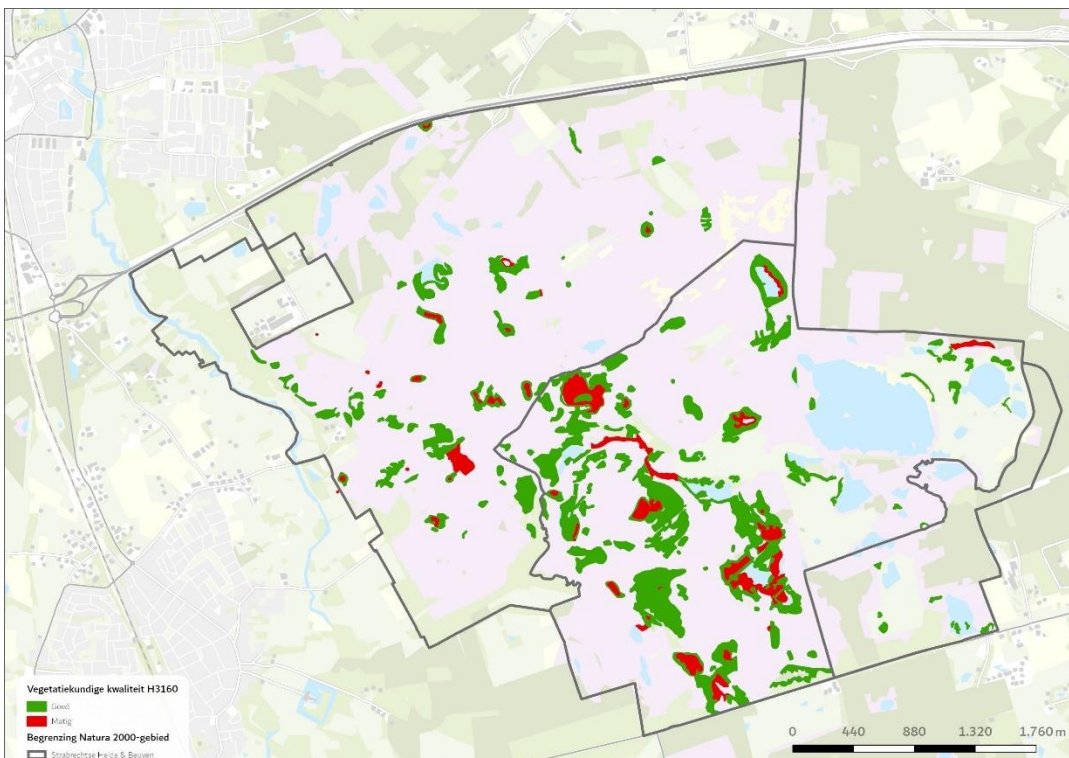 Vegetatiekundige kwaliteit H3160
Goed
Matig
Begrenzing Natura 2000-gebied
Strabrechtse Heide & Beuven
0 440 880 1.320 1.760 m